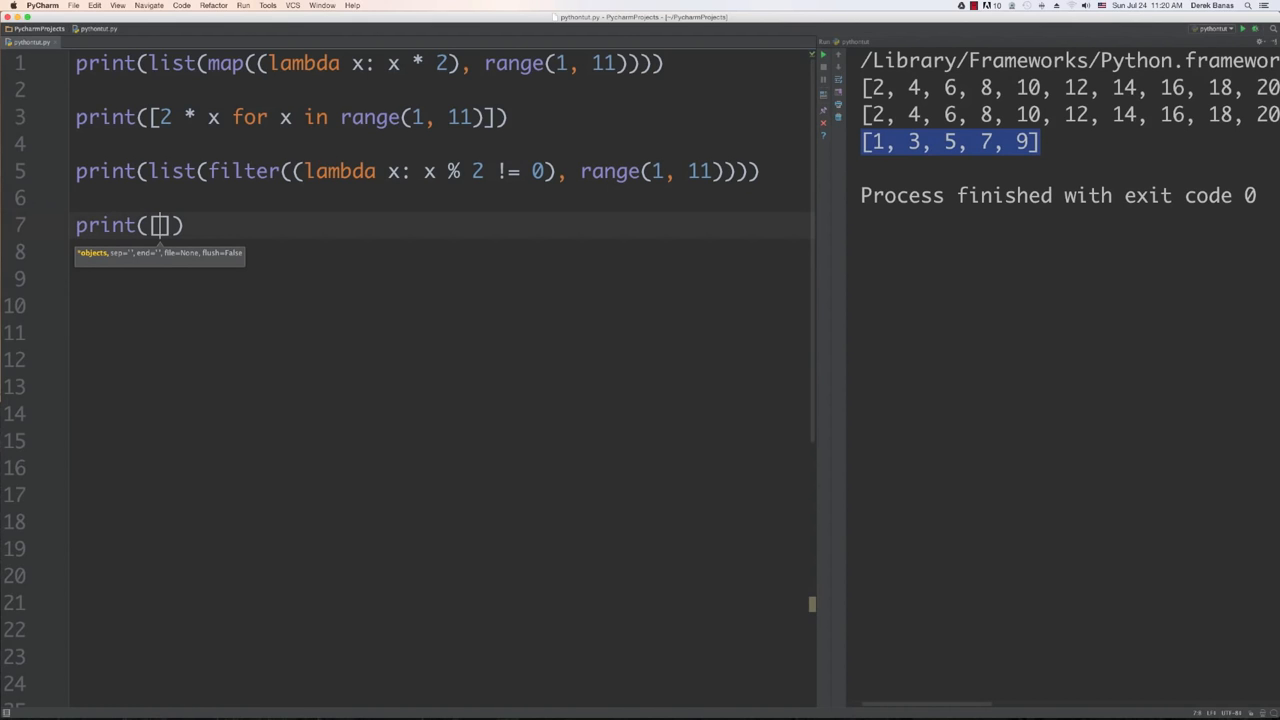 PyCharm File Edit View Navigate Code Refactor Run Tools VCS Window Help
10 Sun Jul 24 11:20 AM Derek Banas
pythontut.py - PycharmProjects - [~/PycharmProjects]
PycharmProjects pythontut.py pythontut
pythontut.py Run: pythontut
1 print(list(map((lambda x: x * 2), range(1, 11))))
2
3 print([2 * x for x in range(1, 11)])
4
5 print(list(filter((lambda x: x % 2 != 0), range(1, 11))))
6
7 print([])
*objects, sep='', end='', file=None, flush=False
8
9
10
11
12
13
14
15
16
17
18
19
20
21
22
23
24
/Library/Frameworks/Python.framewor
[2, 4, 6, 8, 10, 12, 14, 16, 18, 20
[2, 4, 6, 8, 10, 12, 14, 16, 18, 20
[1, 3, 5, 7, 9]
Process finished with exit code 0
7:8 LF÷ UTF-8÷